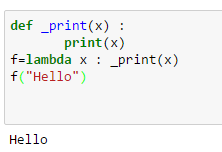 def _print(x) :
        print(x)
f=lambda x : _print(x)
f("Hello")
Hello